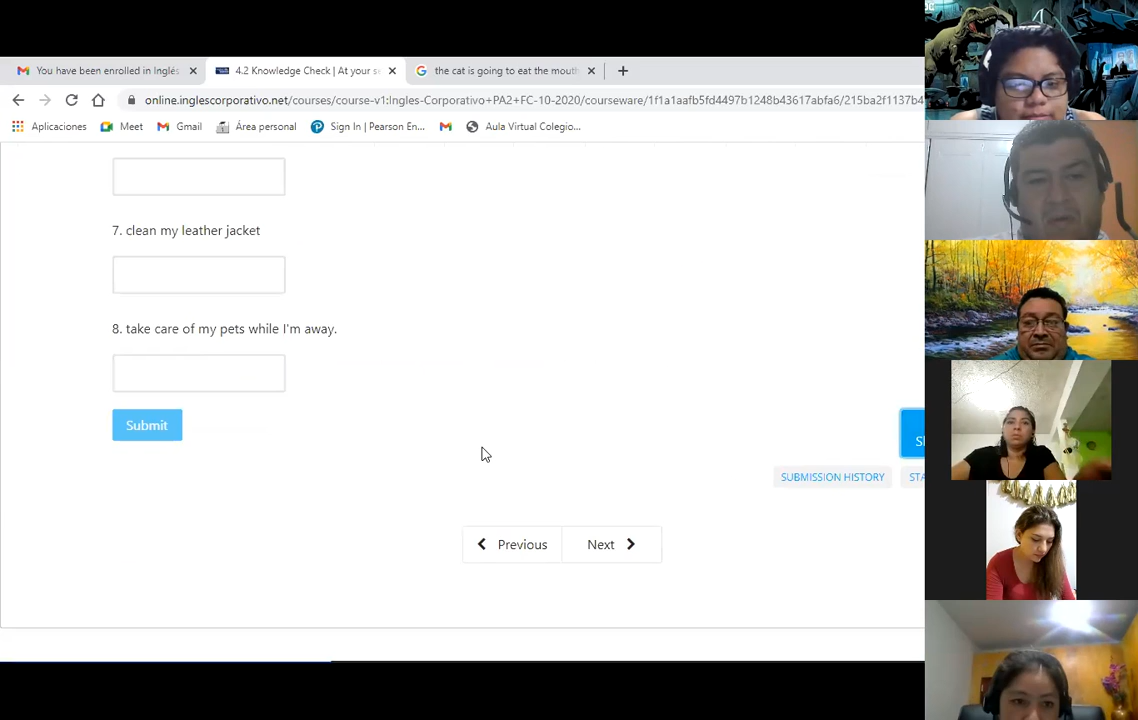 You have been enrolled in Inglés
4.2 Knowledge Check | At your se
the cat is going to eat the mouth
online.inglescorporativo.net/courses/course-v1:Ingles-Corporativo+PA2+FC-10-2020/courseware/1f1a1aafb5fd4497b1248b43617abfa6/215ba2f1137b4
Aplicaciones
Meet
Gmail
Área personal
Sign In | Pearson En...
Aula Virtual Colegio...
7. clean my leather jacket
8. take care of my pets while I'm away.
Submit
SUBMISSION HISTORY
Previous
Next